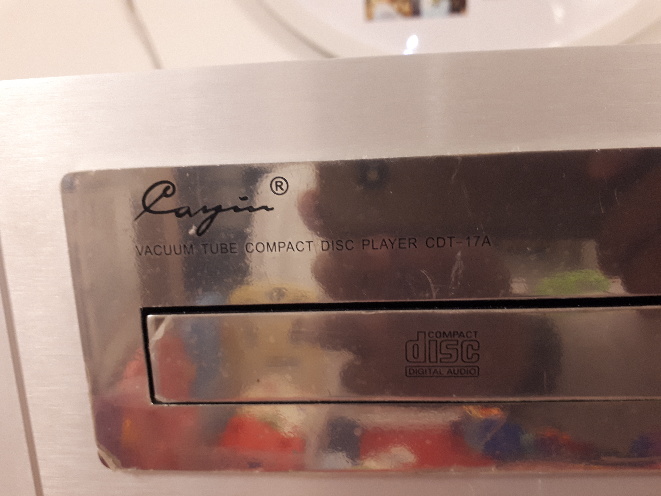 Cayin®
VACUUM TUBE COMPACT DISC PLAYER CDT-17A
COMPACT
disc
DIGITAL AUDIO